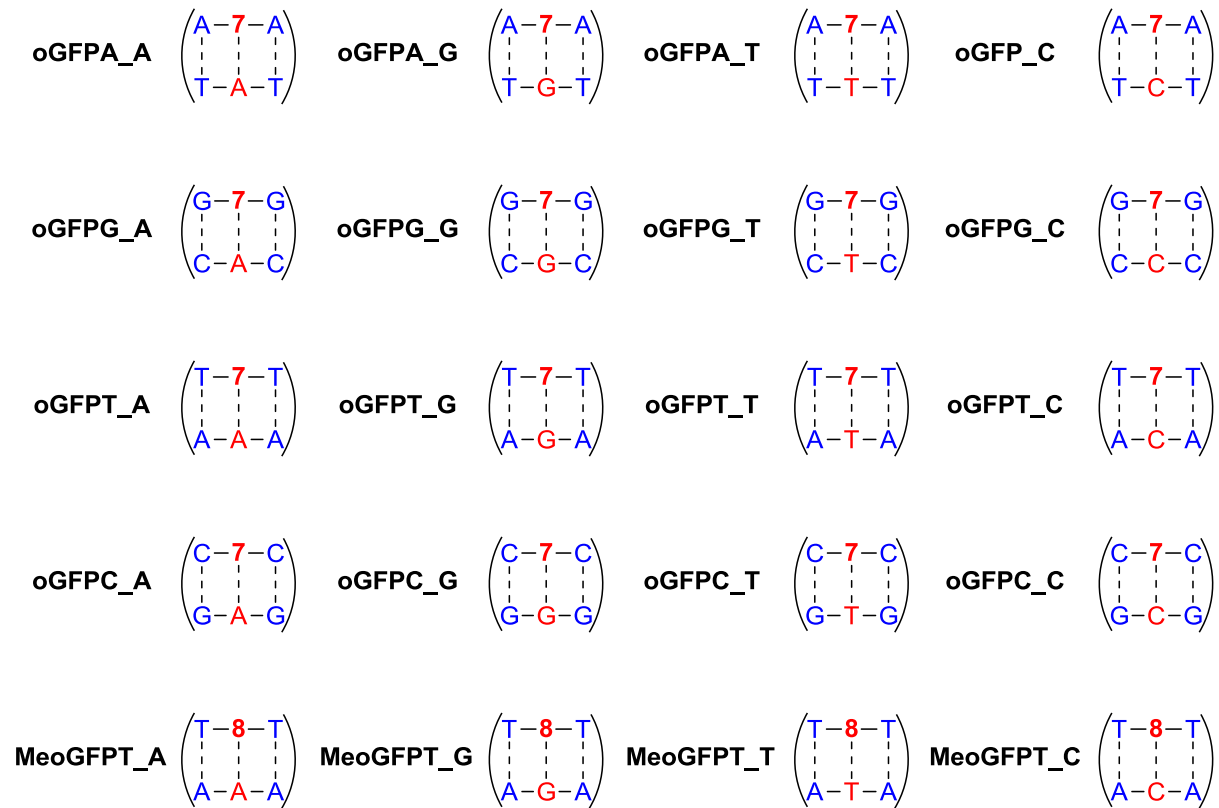 A–7–A A–7–A A–7–A A–7–A
oGFPA_A oGFPA_G oGFPA_T oGFP_C
T–A–T T–G–T T–T–T T–C–T
G–7–G G–7–G G–7–G G–7–G
oGFPG_A oGFPG_G oGFPG_T oGFPG_C
C–A–C C–G–C C–T–C C–C–C
T–7–T T–7–T T–7–T T–7–T
oGFPT_A oGFPT_G oGFPT_T oGFPT_C
A–A–A A–G–A A–T–A A–C–A
C–7–C C–7–C C–7–C C–7–C
oGFPC_A oGFPC_G oGFPC_T oGFPC_C
G–A–G G–G–G G–T–G G–C–G
T–8–T T–8–T T–8–T T–8–T
MeoGFPT_A MeoGFPT_G MeoGFPT_T MeoGFPT_C
A–A–A A–G–A A–T–A A–C–A